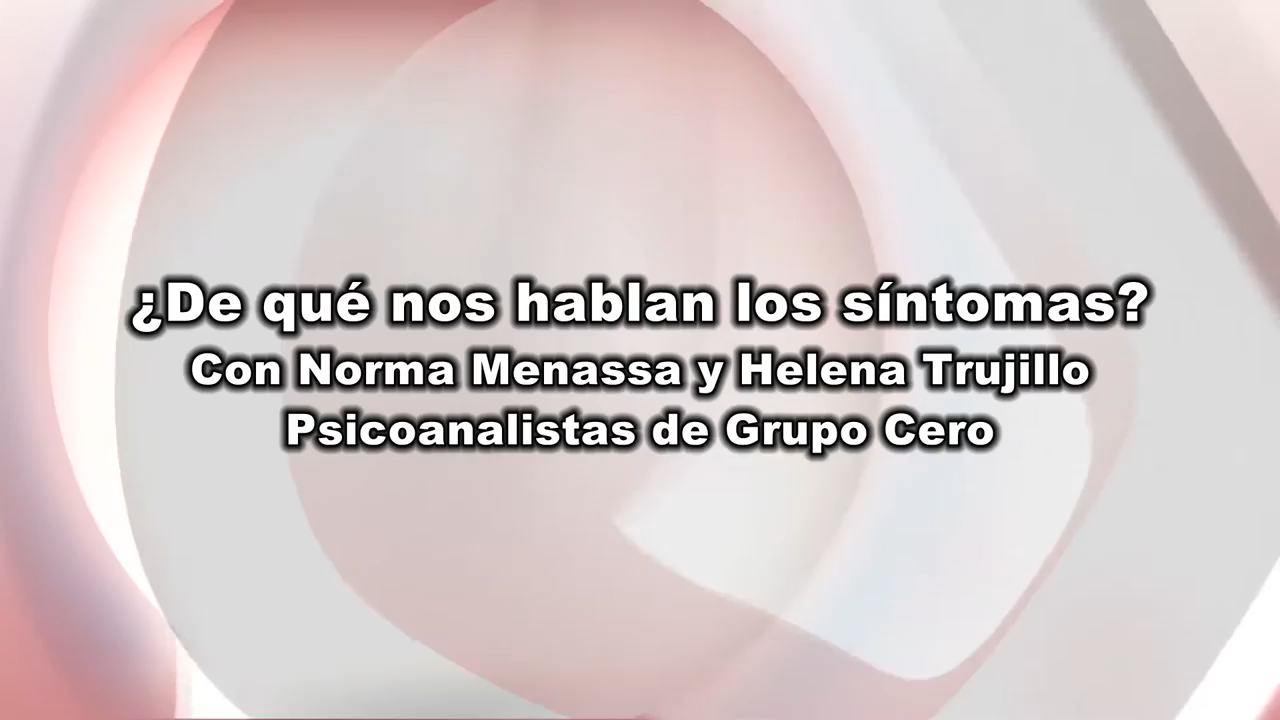 ¿De qué nos hablan los síntomas?
Con Norma Menassa y Helena Trujillo
Psicoanalistas de Grupo Cero